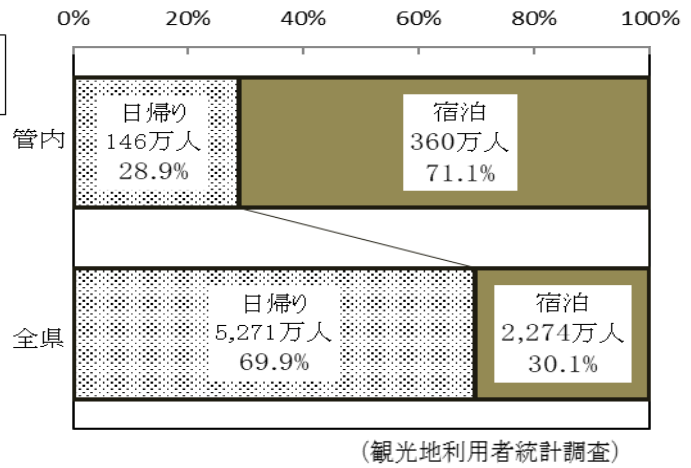 0% 20% 40% 60% 80% 100%
管内
日帰り
146万人
28.9%
宿泊
360万人
71.1%
全県
日帰り
5,271万人
69.9%
宿泊
2,274万人
30.1%
(観光地利用者統計調査)